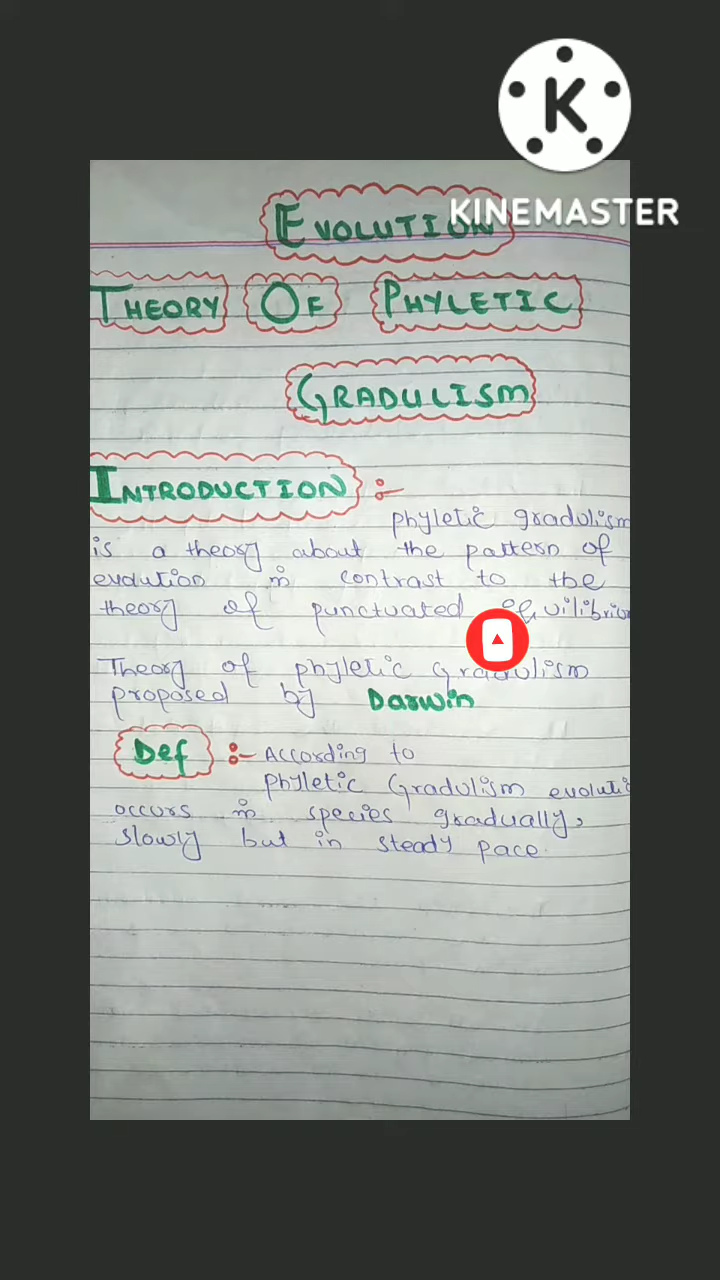 KINEMASTER
EVOLUTION
THEORY OF PHYLETIC
GRADULISM
INTRODUCTION :-
phyletic gradulism
is a theory about the pattern of
evolution in contrast to the
theory of punctuated
Theory of phyletic Gradulism
proposed by Darwin
Def :- According to
phyletic Gradulism evoluti
occurs in species gradually,
slowly but in steady pace